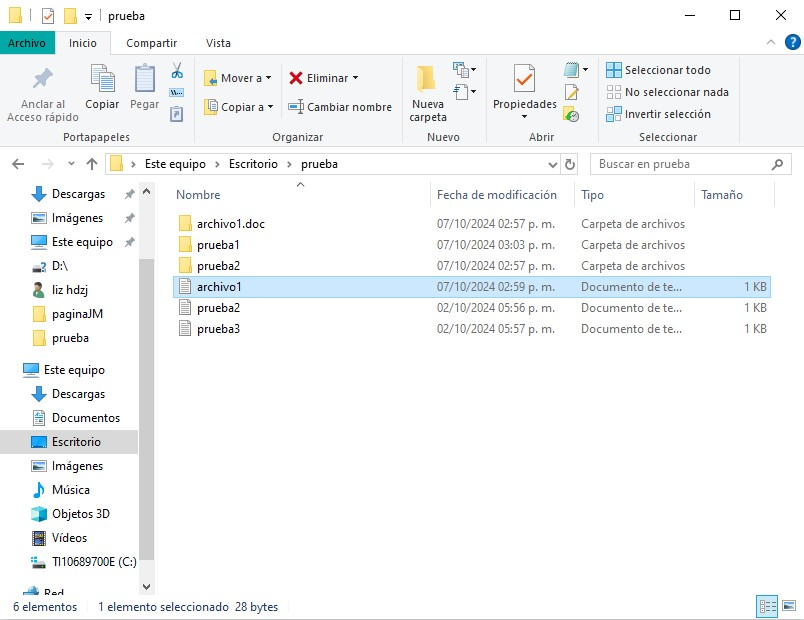 prueba
Archivo Inicio Compartir Vista
Anclar al Acceso rápido
Copiar
Pegar
Mover a
Copiar a
Eliminar
Cambiar nombre
Nueva carpeta
Propiedades
Seleccionar todo
No seleccionar nada
Invertir selección
Portapapeles Organizar Nuevo Abrir Seleccionar
Este equipo > Escritorio > prueba
Buscar en prueba
Descargas
Imágenes
Este equipo
D:\
liz hdzj
paginaJM
prueba
Este equipo
Descargas
Documentos
Escritorio
Imágenes
Música
Objetos 3D
Vídeos
TI10689700E (C:)
Red
Nombre Fecha de modificación Tipo Tamaño
archivo1.doc 07/10/2024 02:57 p. m. Carpeta de archivos
prueba1 07/10/2024 03:03 p. m. Carpeta de archivos
prueba2 07/10/2024 02:57 p. m. Carpeta de archivos
archivo1 07/10/2024 02:59 p. m. Documento de te... 1 KB
prueba2 02/10/2024 05:56 p. m. Documento de te... 1 KB
prueba3 02/10/2024 05:57 p. m. Documento de te... 1 KB
6 elementos 1 elemento seleccionado 28 bytes